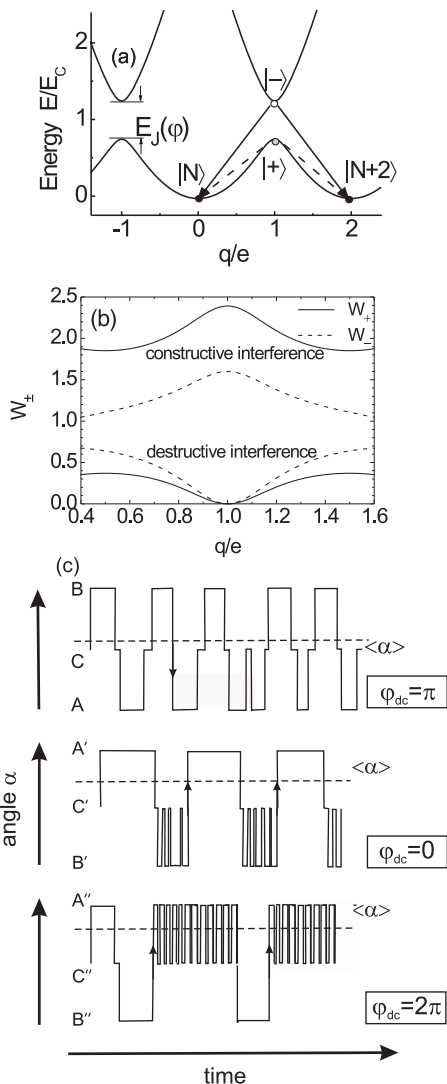 (a)
Energy E/E_C
2
1
0
|−⟩
E_J(φ)
|N⟩
|+⟩
|N+2⟩
-1
0
1
2
q/e
(b)
W_±
2.5
2.0
1.5
1.0
0.5
0.0
W_+
W_−
constructive interference
destructive interference
0.4
0.6
0.8
1.0
1.2
1.4
1.6
q/e
(c)
angle α
B
C
A
<α>
φ_dc=π
A'
C'
B'
<α>
φ_dc=0
A''
C''
B''
<α>
φ_dc=2π
time